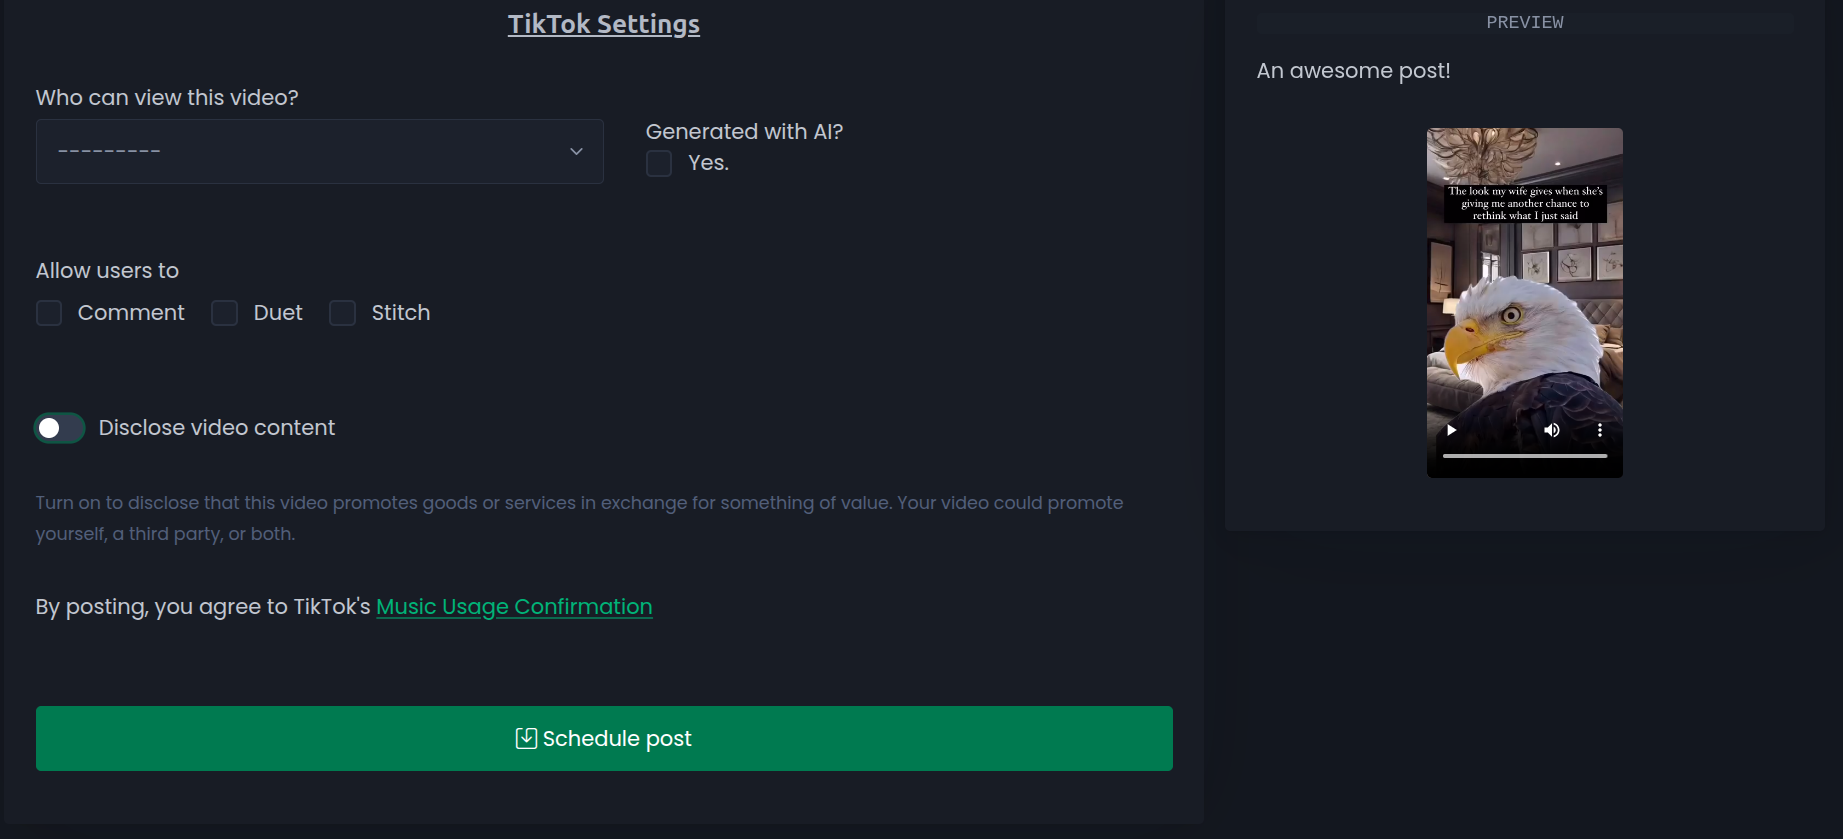 TikTok Settings
Who can view this video?
---------
Generated with AI?
Yes.
Allow users to
Comment
Duet
Stitch
Disclose video content
Turn on to disclose that this video promotes goods or services in exchange for something of value. Your video could promote
yourself, a third party, or both.
By posting, you agree to TikTok's Music Usage Confirmation
Schedule post
PREVIEW
An awesome post!
The look my wife gives when she's
giving me another chance to
rethink what I just said